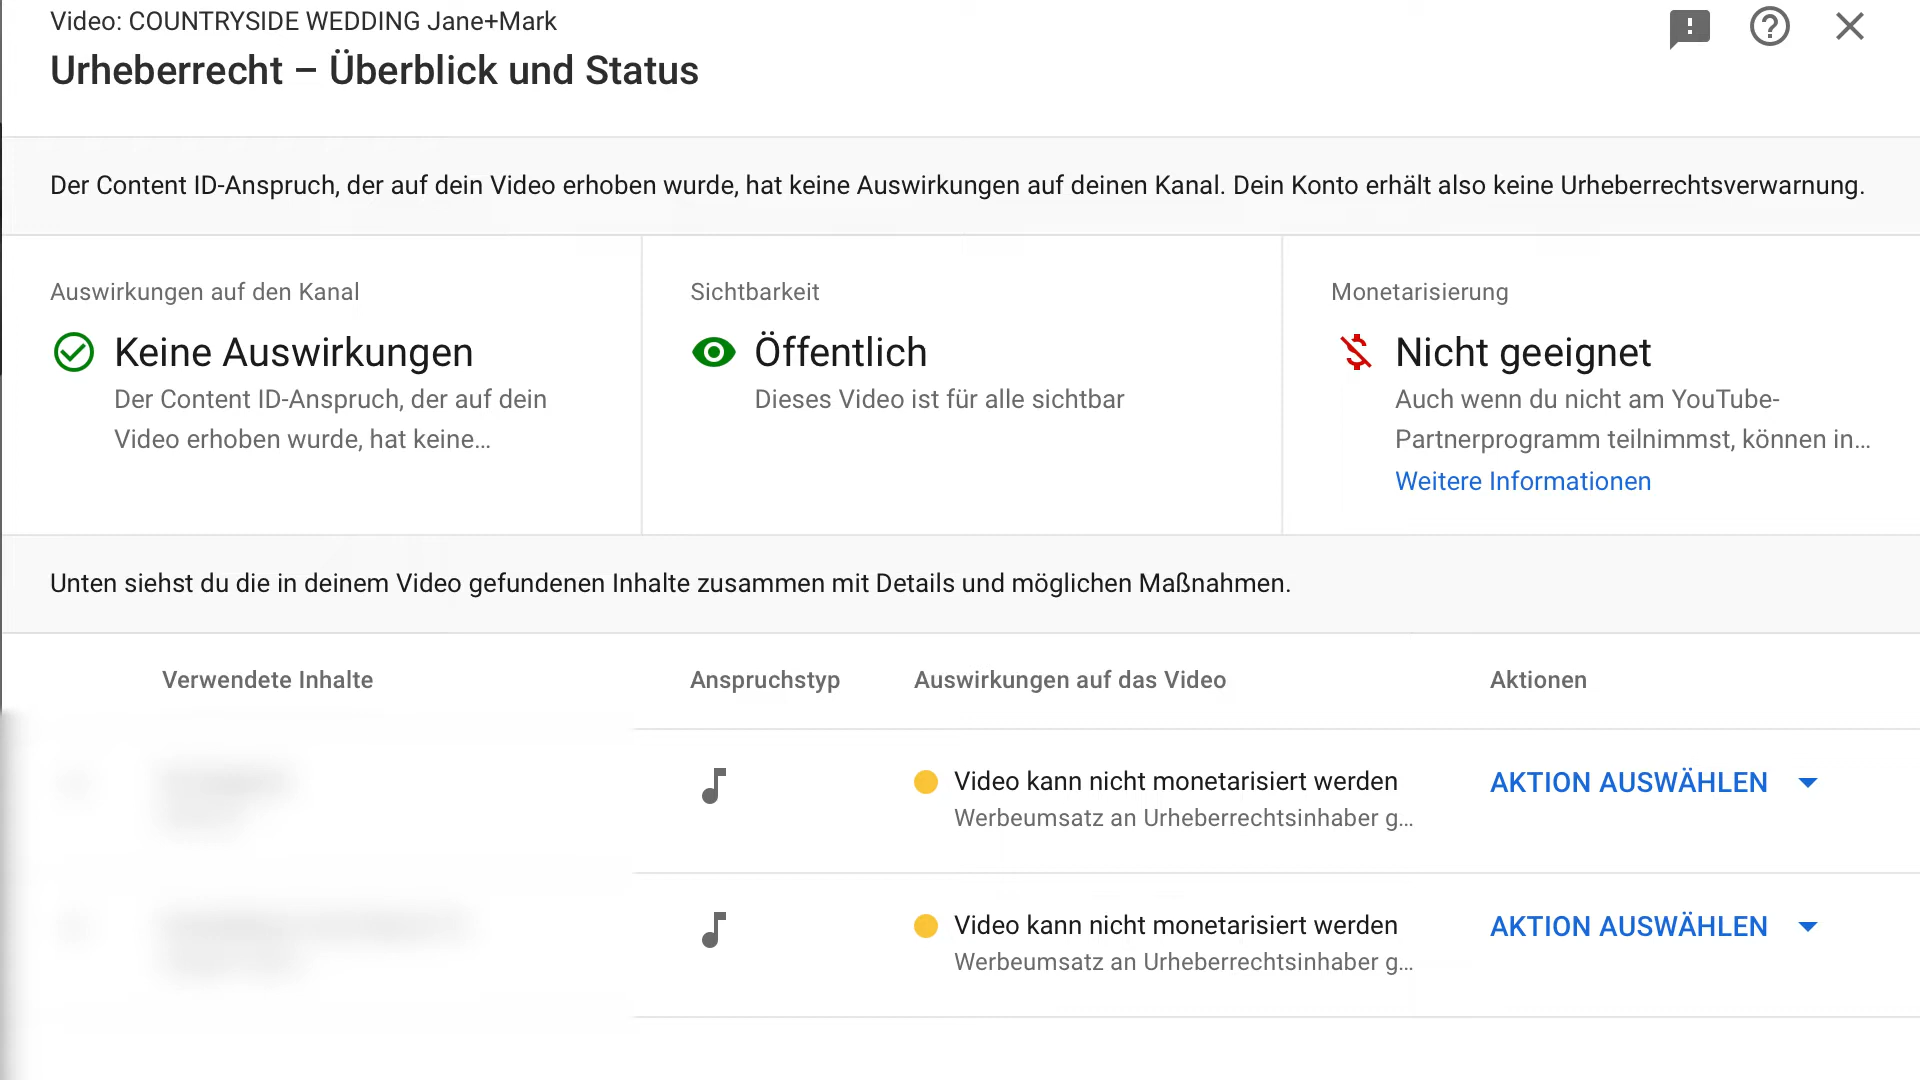 Video: COUNTRYSIDE WEDDING Jane+Mark
Urheberrecht – Überblick und Status
Der Content ID-Anspruch, der auf dein Video erhoben wurde, hat keine Auswirkungen auf deinen Kanal. Dein Konto erhält also keine Urheberrechtsverwarnung.
Auswirkungen auf den Kanal
Keine Auswirkungen
Der Content ID-Anspruch, der auf dein
Video erhoben wurde, hat keine...
Sichtbarkeit
Öffentlich
Dieses Video ist für alle sichtbar
Monetarisierung
Nicht geeignet
Auch wenn du nicht am YouTube-
Partnerprogramm teilnimmst, können in...
Weitere Informationen
Unten siehst du die in deinem Video gefundenen Inhalte zusammen mit Details und möglichen Maßnahmen.
Verwendete Inhalte Anspruchstyp Auswirkungen auf das Video Aktionen
Video kann nicht monetarisiert werden AKTION AUSWÄHLEN
Werbeumsatz an Urheberrechtsinhaber g...
Video kann nicht monetarisiert werden AKTION AUSWÄHLEN
Werbeumsatz an Urheberrechtsinhaber g...